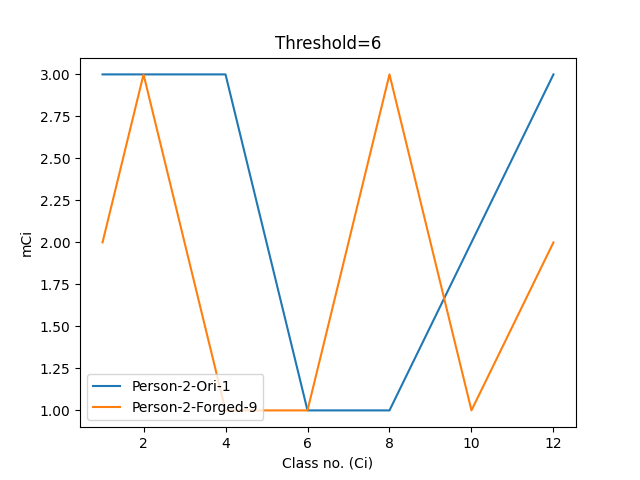 Threshold=6
mCi
3.00
2.75
2.50
2.25
2.00
1.75
1.50
1.25
1.00
Person-2-Ori-1
Person-2-Forged-9
2 4 6 8 10 12
Class no. (Ci)